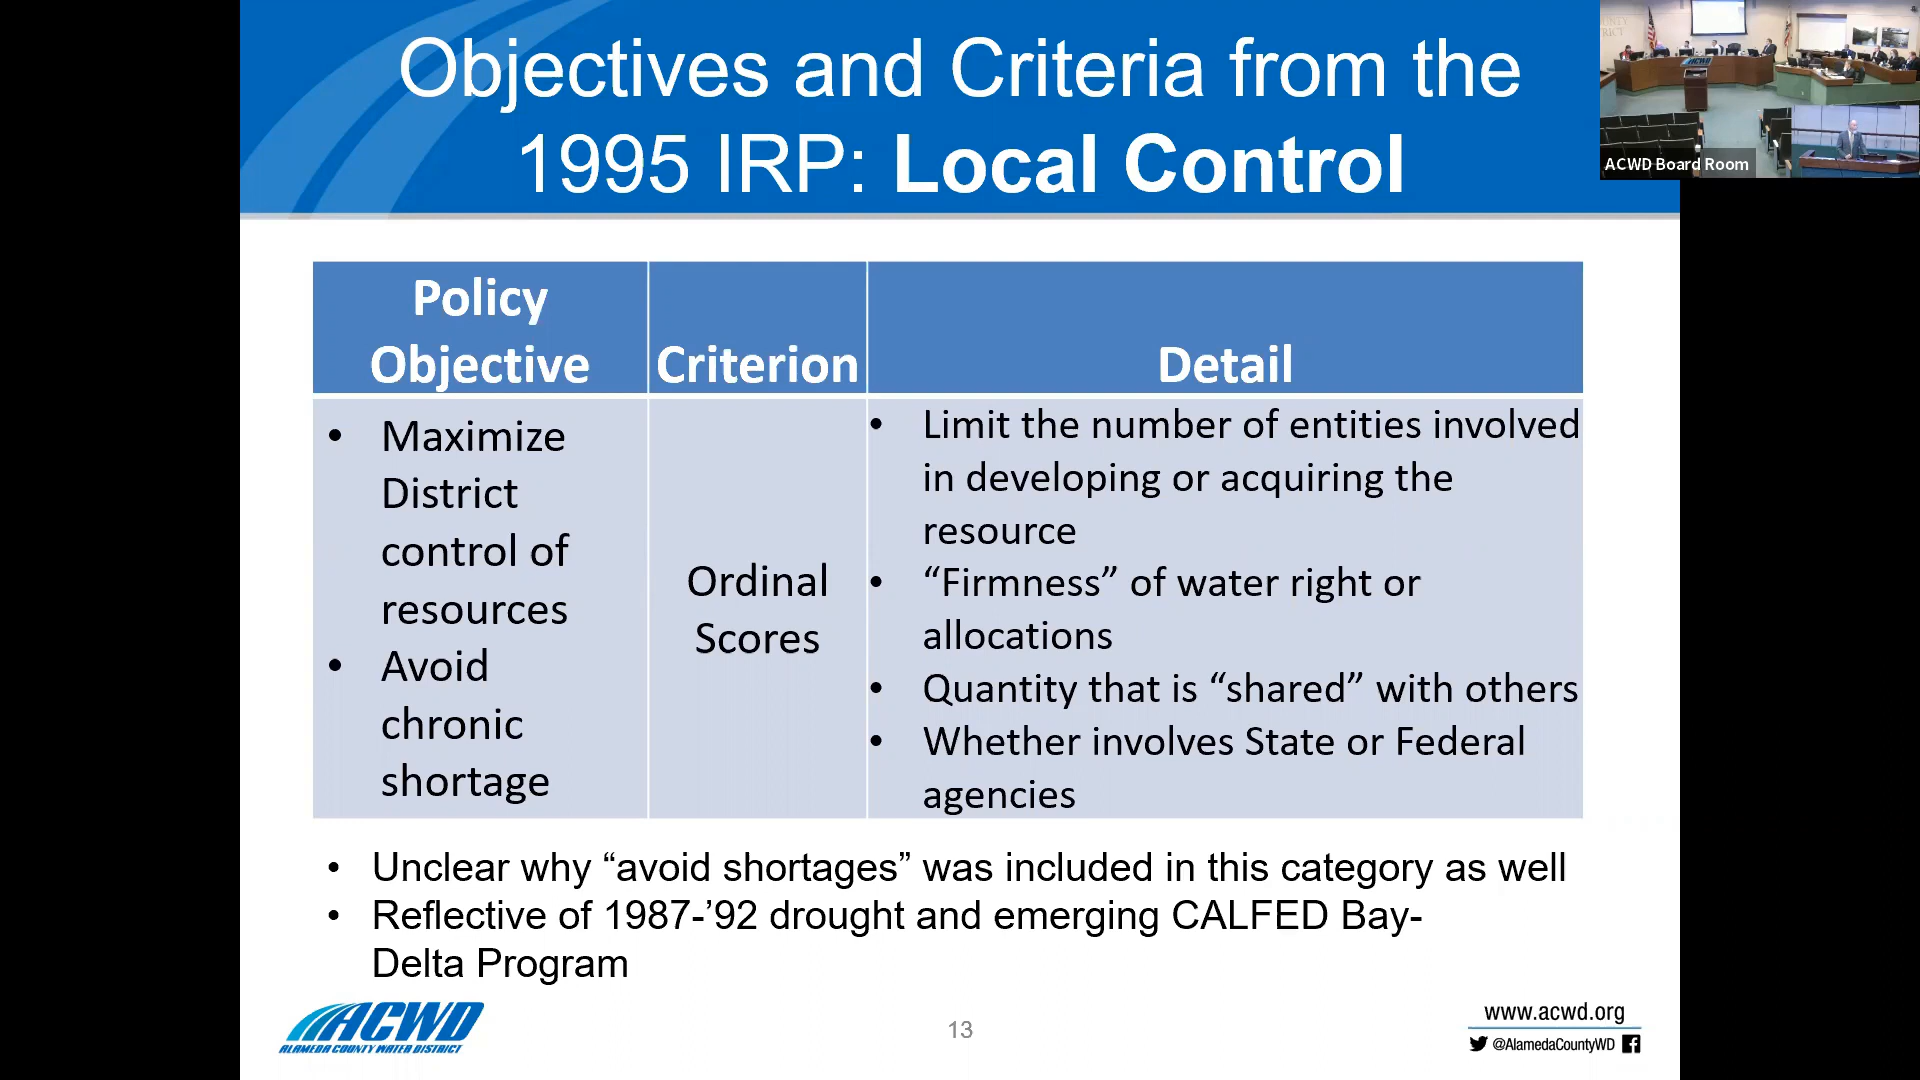 Objectives and Criteria from the
1995 IRP: Local Control
ACWD Board Room
Policy
Objective
Criterion
Detail
• Maximize
District
control of
resources
• Avoid
chronic
shortage
Ordinal
Scores
• Limit the number of entities involved
in developing or acquiring the
resource
• “Firmness” of water right or
allocations
• Quantity that is “shared” with others
• Whether involves State or Federal
agencies
• Unclear why “avoid shortages” was included in this category as well
• Reflective of 1987-’92 drought and emerging CALFED Bay-
Delta Program
ACWD
ALAMEDA COUNTY WATER DISTRICT
13
www.acwd.org
@AlamedaCountyWD